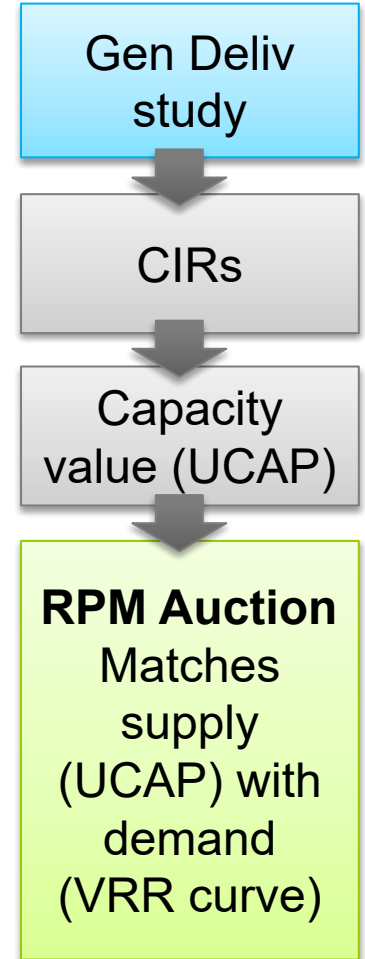 Gen Deliv
study
CIRs
Capacity
value (UCAP)
RPM Auction
Matches
supply
(UCAP) with
demand
(VRR curve)